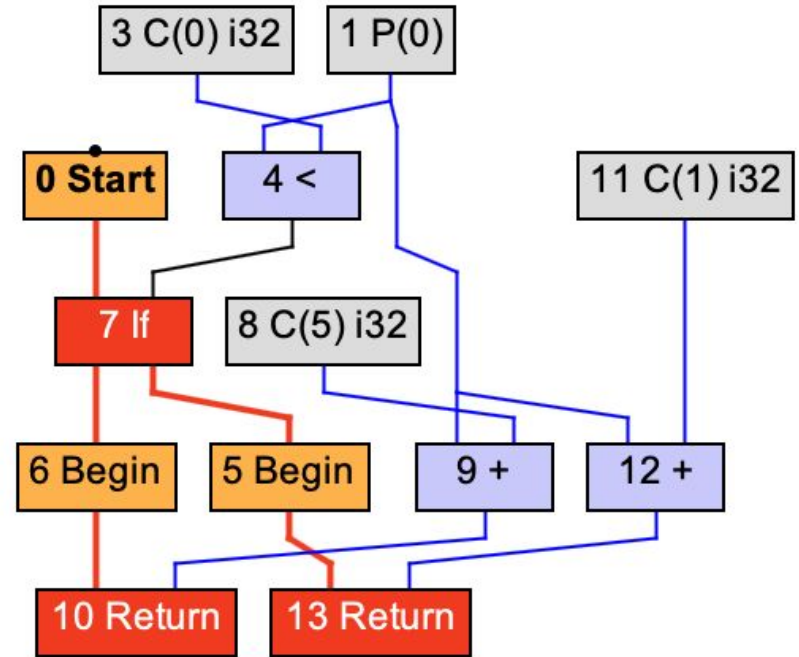 3 C(0) i32
1 P(0)
0 Start
4 <
11 C(1) i32
7 If
8 C(5) i32
6 Begin
5 Begin
9 +
12 +
10 Return
13 Return